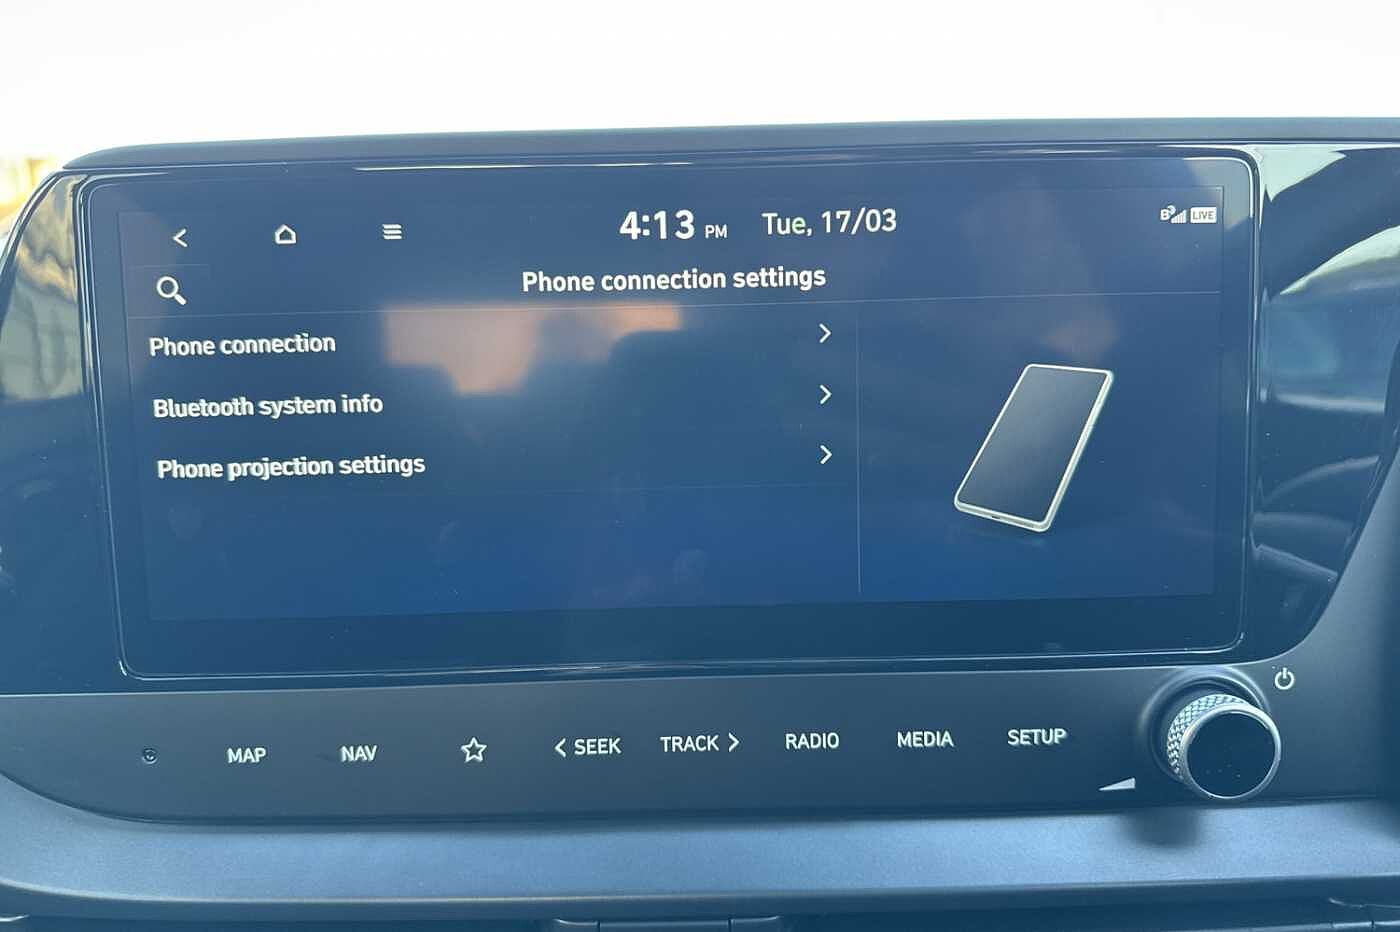 4:13 PM Tue, 17/03 LIVE
Phone connection settings
Phone connection
Bluetooth system info
Phone projection settings
MAP NAV < SEEK TRACK > RADIO MEDIA SETUP